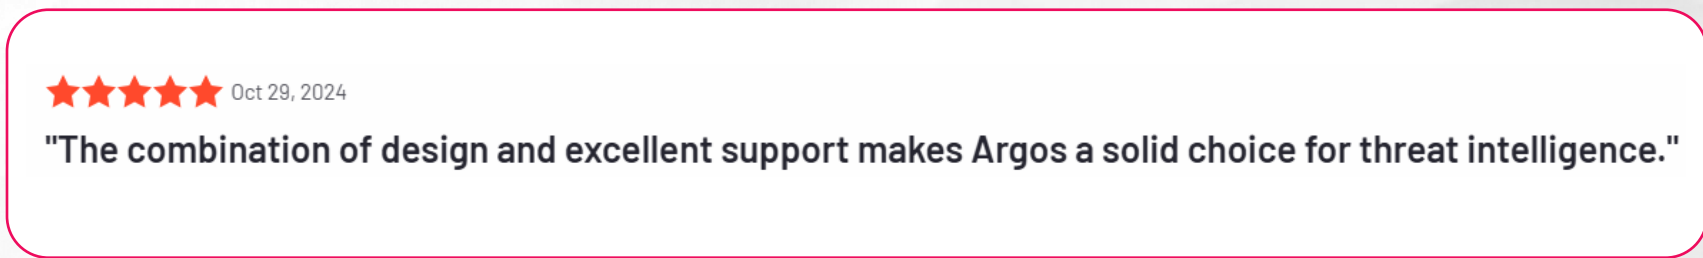 Oct 29, 2024
"The combination of design and excellent support makes Argos a solid choice for threat intelligence."